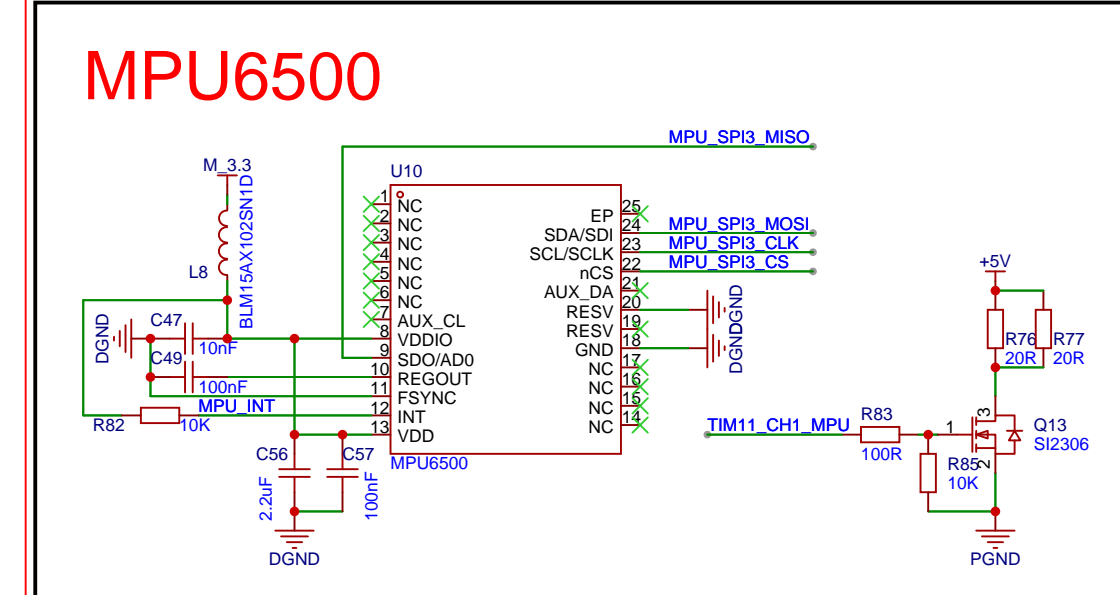 MPU6500
MPU_SPI3_MISO
M_3.3
U10
BLM15AX102SN1D
L8
1
NC
2
NC
3
NC
4
NC
5
NC
6
NC
7
AUX_CL
8
VDDIO
9
SDO/AD0
10
REGOUT
11
FSYNC
12
INT
13
VDD
MPU6500
25
EP
24
SDA/SDI
MPU_SPI3_MOSI
23
SCL/SCLK
MPU_SPI3_CLK
22
nCS
MPU_SPI3_CS
21
AUX_DA
20
RESV
DGND
19
RESV
18
GND
DGND
17
NC
16
NC
15
NC
14
NC
DGND
C47
10nF
C49
100nF
MPU_INT
R82
10K
C56
2.2uF
C57
100nF
DGND
+5V
R76
20R
R77
20R
TIM11_CH1_MPU
R83
100R
1
3
2
Q13
SI2306
R85
10K
PGND